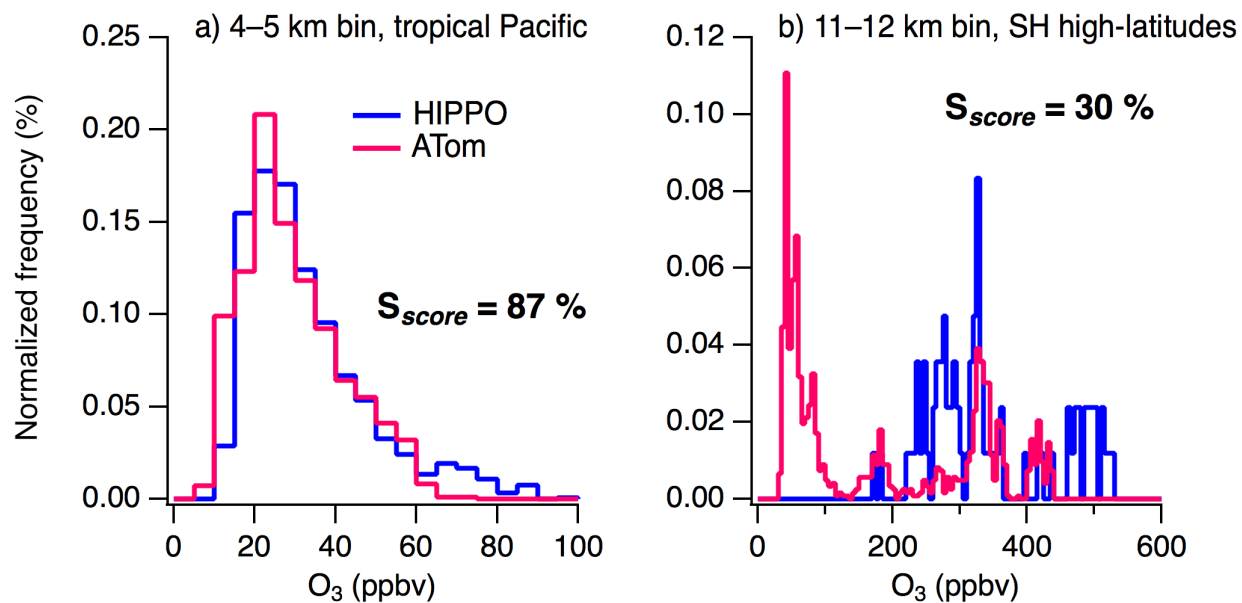 a) 4–5 km bin, tropical Pacific
Normalized frequency (%)
0.25
0.20
0.15
0.10
0.05
0.00
HIPPO
ATom
S_score = 87 %
0 20 40 60 80 100
O₃ (ppbv)
b) 11–12 km bin, SH high-latitudes
0.12
0.10
0.08
0.06
0.04
0.02
0.00
S_score = 30 %
0 200 400 600
O₃ (ppbv)